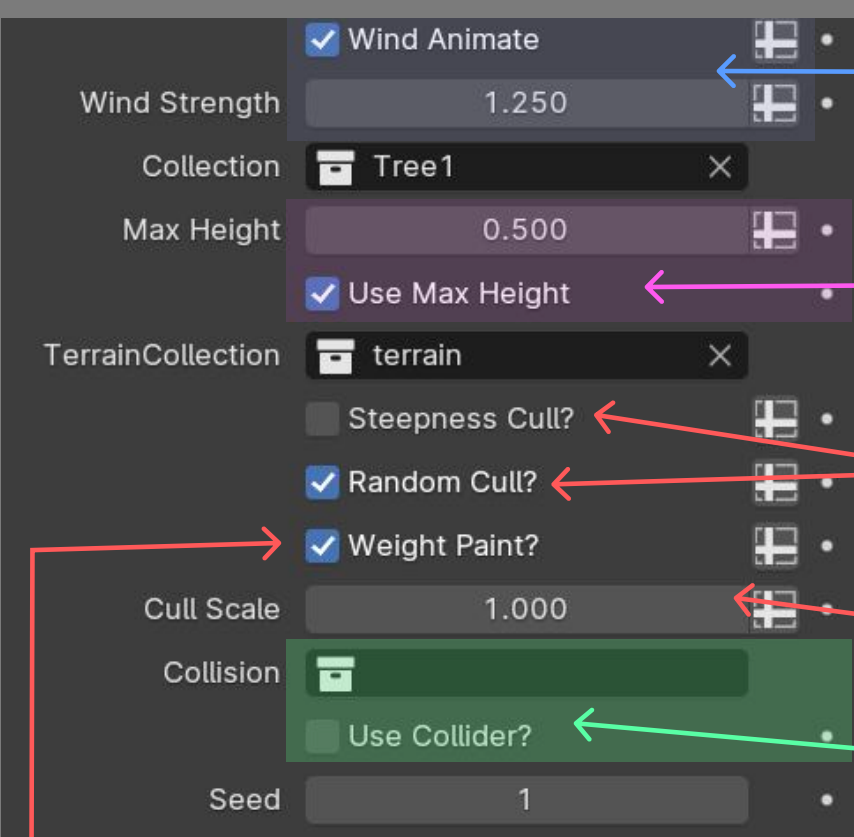 Wind Animate
Wind Strength 1.250
Collection Tree1
Max Height 0.500
Use Max Height
TerrainCollection terrain
Steepness Cull?
Random Cull?
Weight Paint?
Cull Scale 1.000
Collision
Use Collider?
Seed 1